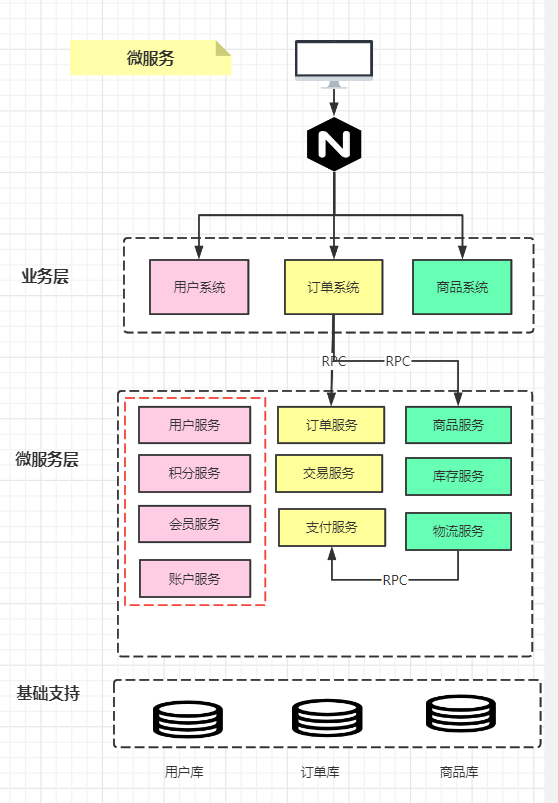 微服务
N
业务层
用户系统
订单系统
商品系统
RPC
RPC
微服务层
用户服务
订单服务
商品服务
积分服务
交易服务
库存服务
会员服务
支付服务
物流服务
账户服务
RPC
基础支持
用户库
订单库
商品库